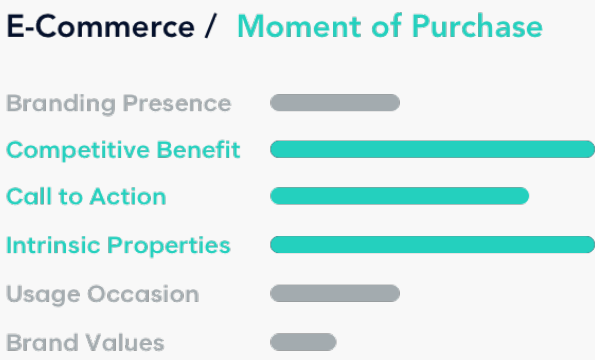 E-Commerce / Moment of Purchase
Branding Presence
Competitive Benefit
Call to Action
Intrinsic Properties
Usage Occasion
Brand Values